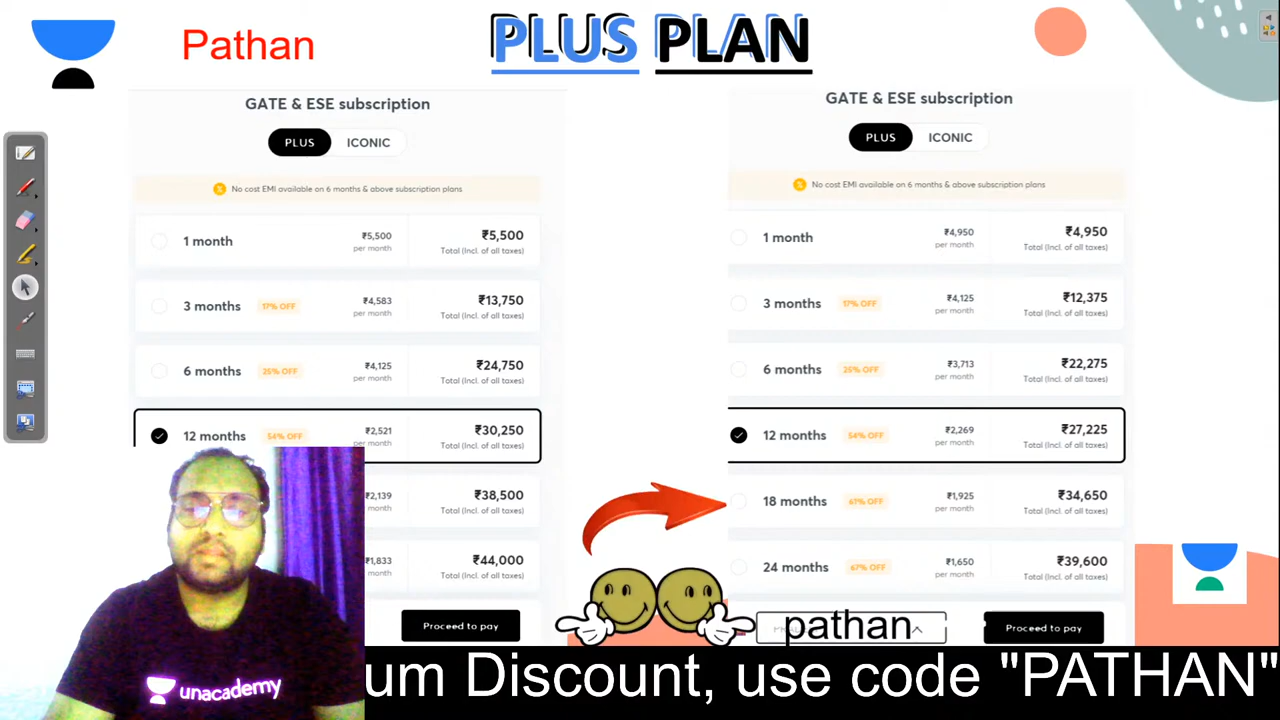 Pathan
PLUS PLAN
GATE & ESE subscription
PLUS ICONIC
No cost EMI available on 6 months & above subscription plans
1 month ₹5,500 per month ₹5,500 Total (Incl. of all taxes)
3 months 17% OFF ₹4,583 per month ₹13,750 Total (Incl. of all taxes)
6 months 25% OFF ₹4,125 per month ₹24,750 Total (Incl. of all taxes)
12 months 54% OFF ₹2,521 per month ₹30,250 Total (Incl. of all taxes)
₹2,139 per month ₹38,500 Total (Incl. of all taxes)
₹1,833 per month ₹44,000 Total (Incl. of all taxes)
Proceed to pay
GATE & ESE subscription
PLUS ICONIC
No cost EMI available on 6 months & above subscription plans
1 month ₹4,950 per month ₹4,950 Total (Incl. of all taxes)
3 months 17% OFF ₹4,125 per month ₹12,375 Total (Incl. of all taxes)
6 months 25% OFF ₹3,713 per month ₹22,275 Total (Incl. of all taxes)
12 months 54% OFF ₹2,269 per month ₹27,225 Total (Incl. of all taxes)
18 months 61% OFF ₹1,925 per month ₹34,650 Total (Incl. of all taxes)
24 months 67% OFF ₹1,650 per month ₹39,600 Total (Incl. of all taxes)
pathan Proceed to pay
unacademy
um Discount, use code "PATHAN"